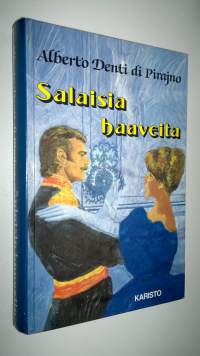 Alberto Denti di Pirajno
Salaisia
haaveita
KARISTO